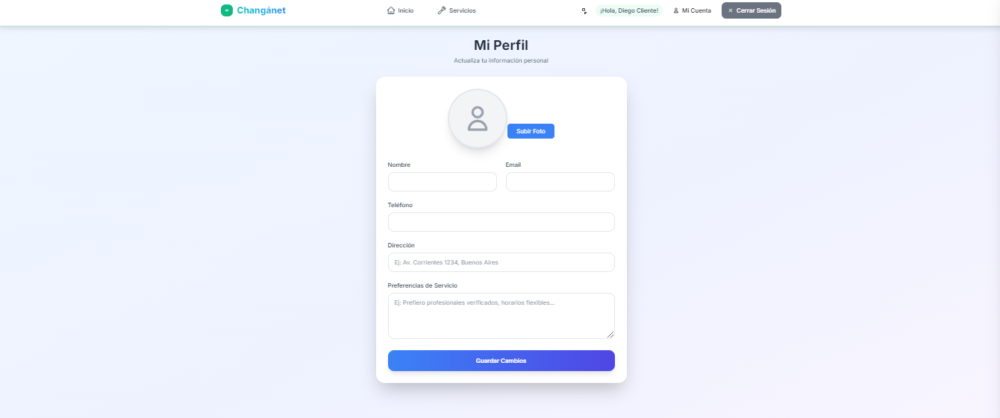 Changánet
Inicio
Servicios
¡Hola, Diego Cliente!
Mi Cuenta
Cerrar Sesión
Mi Perfil
Actualiza tu información personal
Subir Foto
Nombre
Email
Teléfono
Dirección
Ej: Av. Corrientes 1234, Buenos Aires
Preferencias de Servicio
Ej: Prefiero profesionales verificados, horarios flexibles...
Guardar Cambios